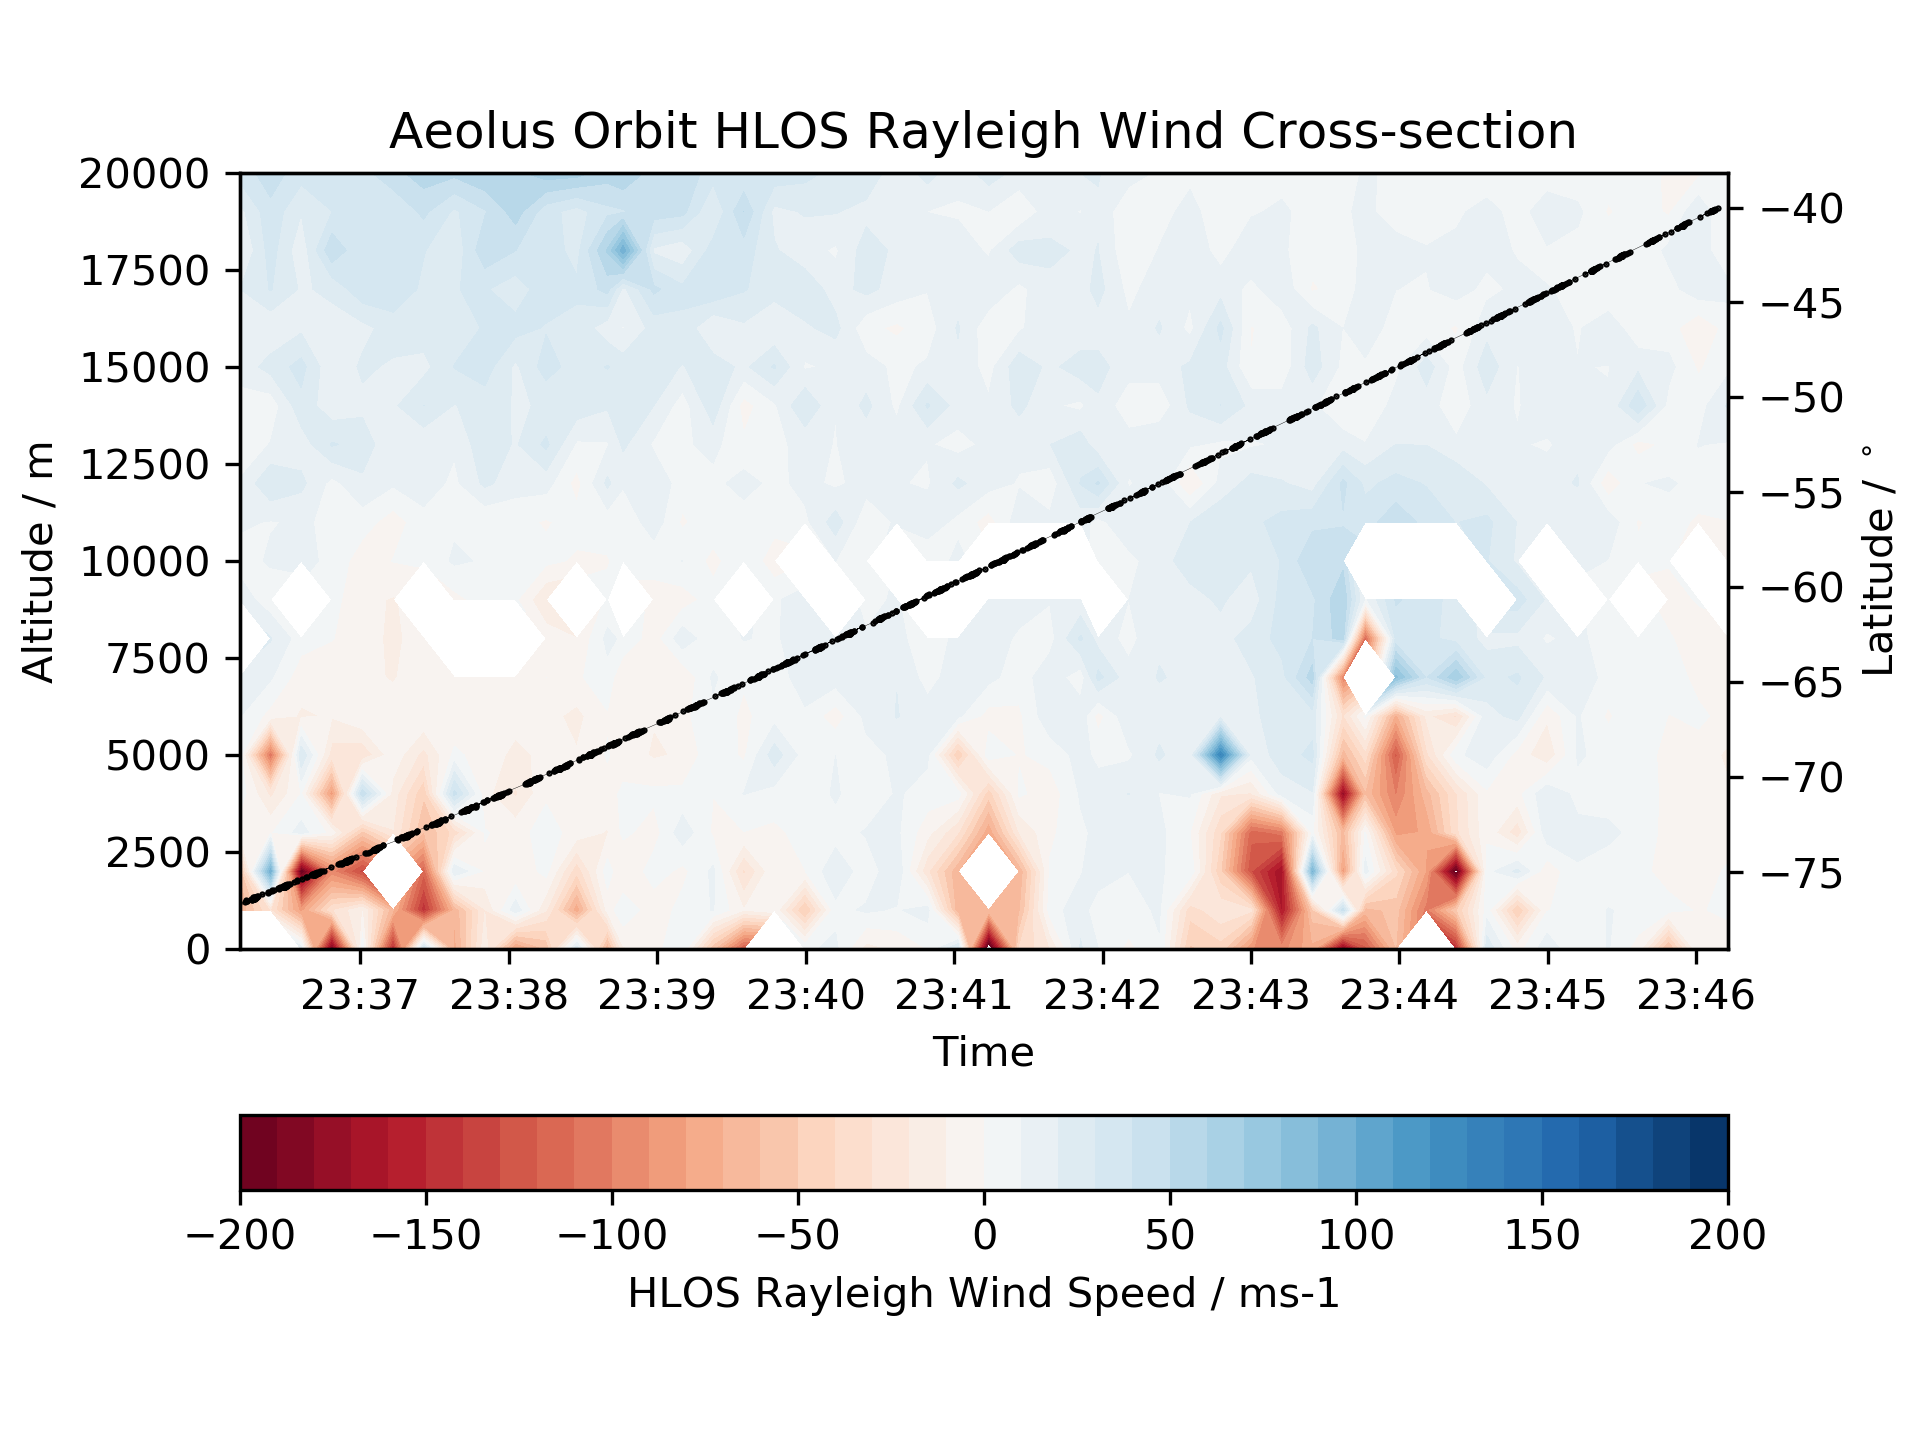 Aeolus Orbit HLOS Rayleigh Wind Cross-section
20000
17500
15000
12500
10000
7500
5000
2500
0
Altitude / m
−40
−45
−50
−55
−60
−65
−70
−75
Latitude / °
23:37 23:38 23:39 23:40 23:41 23:42 23:43 23:44 23:45 23:46
Time
−200 −150 −100 −50 0 50 100 150 200
HLOS Rayleigh Wind Speed / ms-1